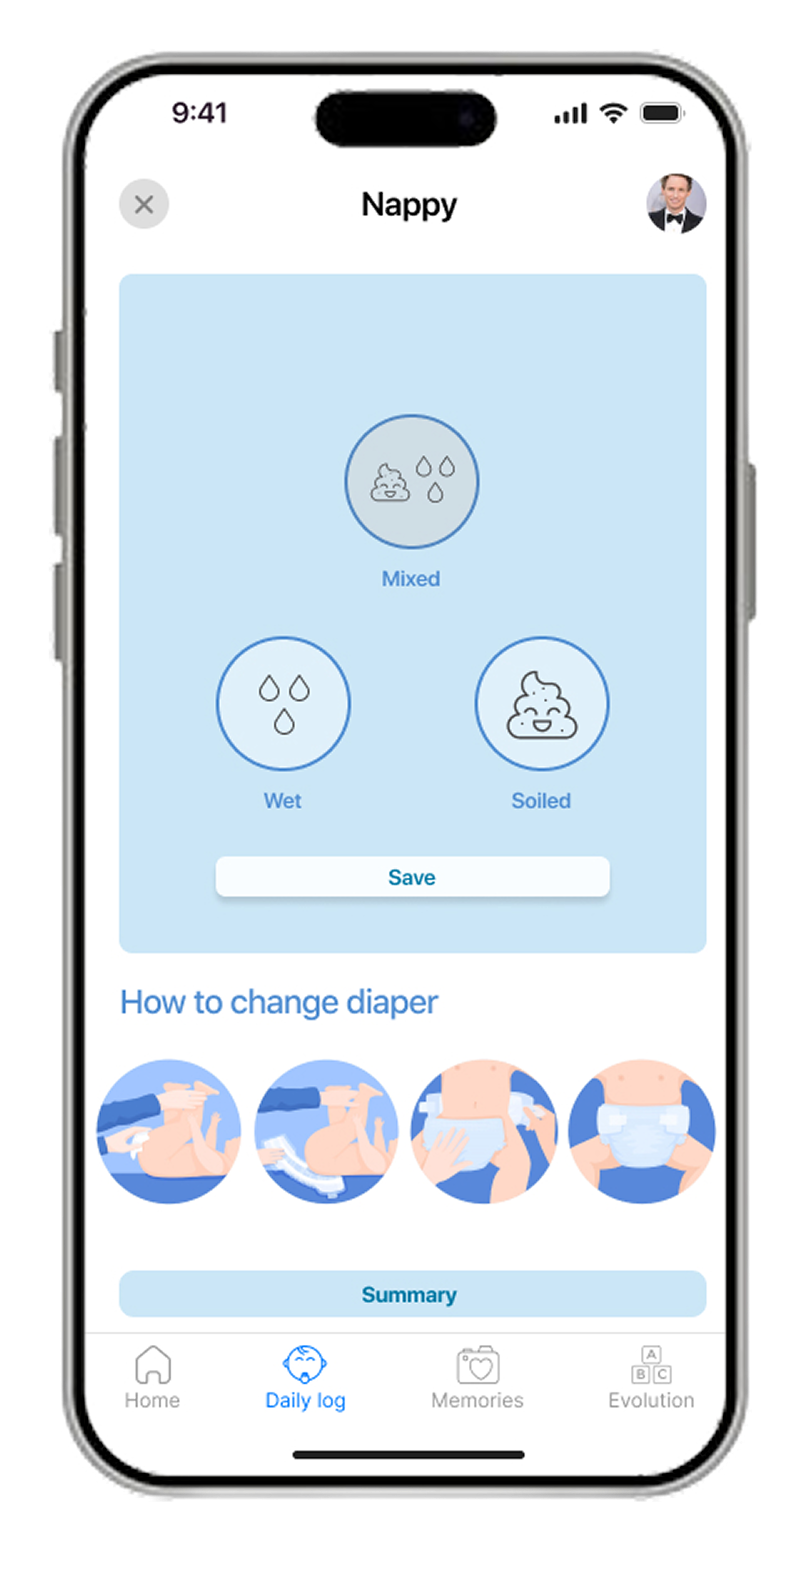 9:41
Nappy
Mixed
Wet Soiled
Save
How to change diaper
Summary
A
B C
Home Daily log Memories Evolution